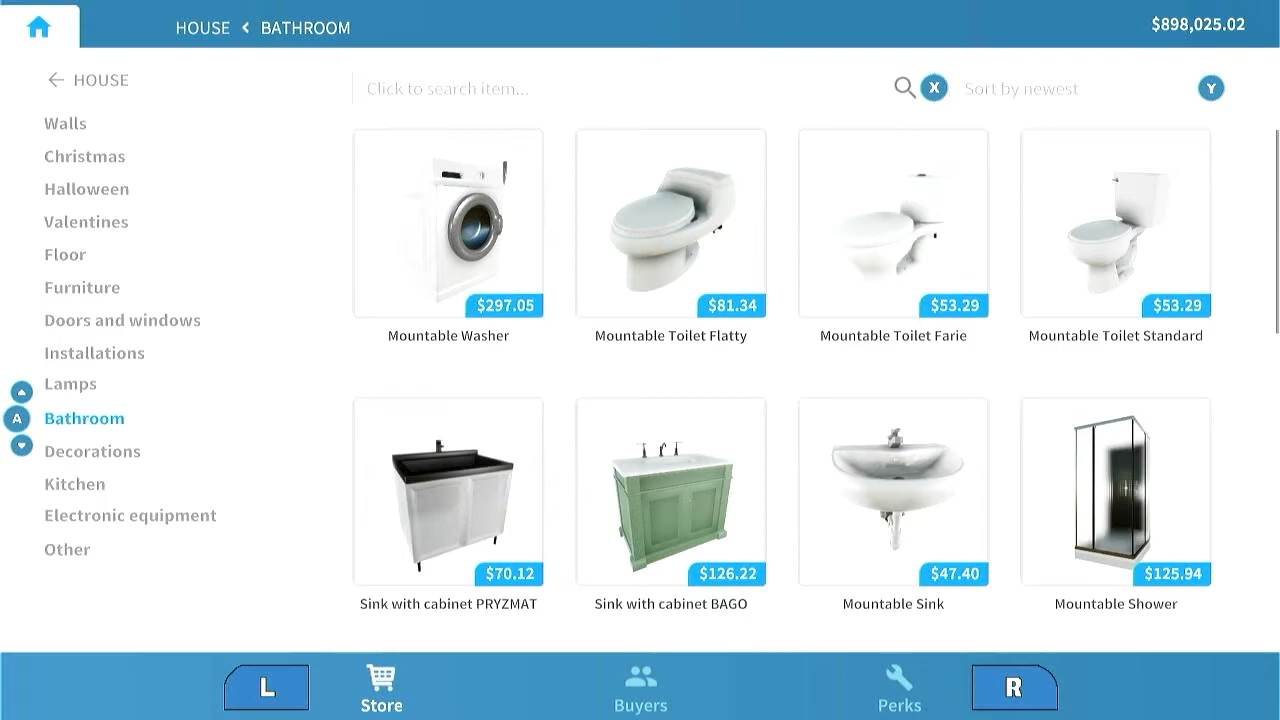 HOUSE < BATHROOM
$898,025.02
HOUSE
Click to search item...
X
Sort by newest
Y
Walls
Christmas
Halloween
Valentines
Floor
Furniture
Doors and windows
Installations
Lamps
A
Bathroom
Decorations
Kitchen
Electronic equipment
Other
$297.05
$81.34
$53.29
$53.29
Mountable Washer
Mountable Toilet Flatty
Mountable Toilet Farie
Mountable Toilet Standard
$70.12
$126.22
$47.40
$125.94
Sink with cabinet PRYZMAT
Sink with cabinet BAGO
Mountable Sink
Mountable Shower
L
Store
Buyers
Perks
R